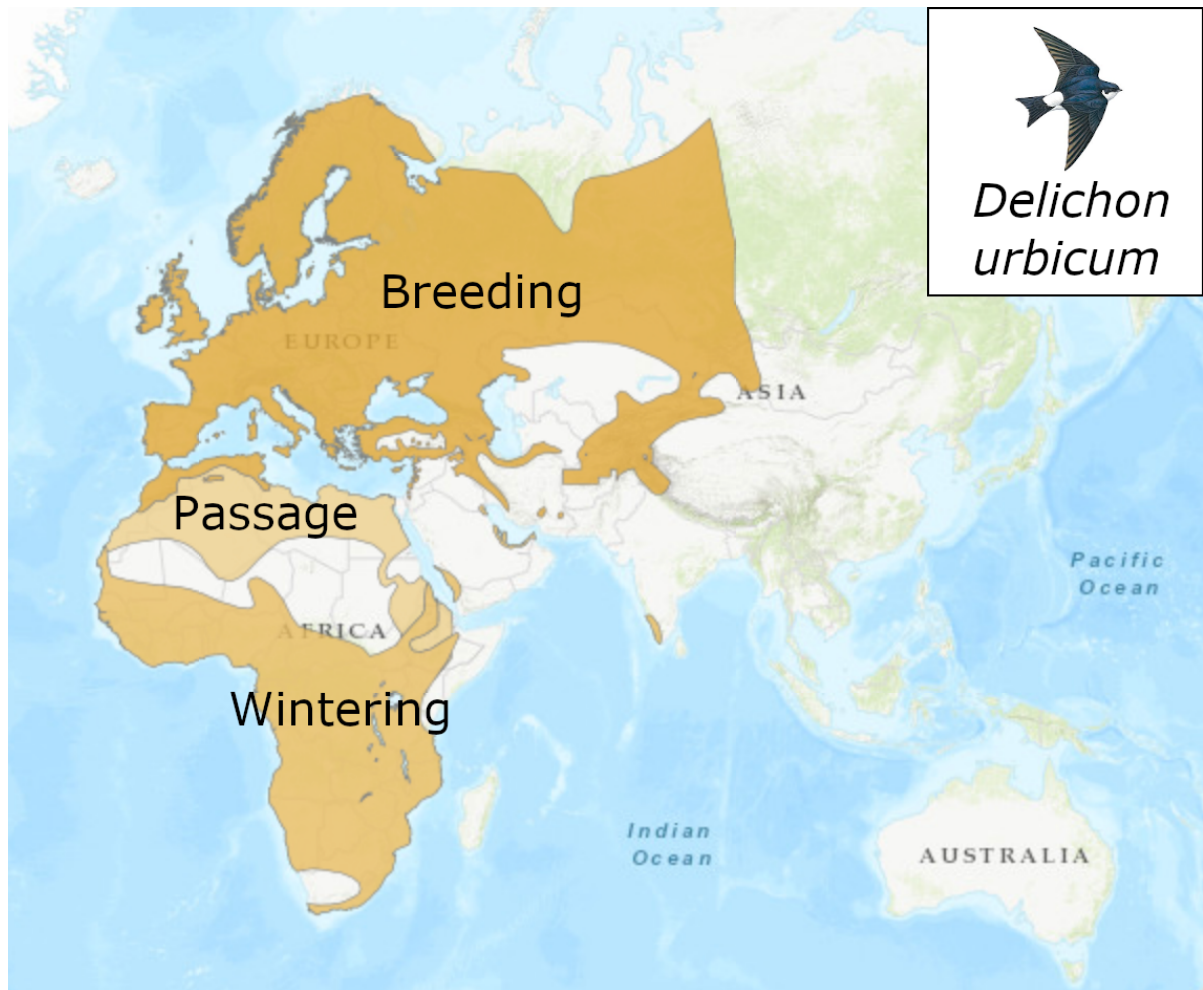 Delichon
urbicum
Breeding
EUROPE
ASIA
Passage
Pacific
Ocean
AFRICA
Wintering
Indian
Ocean
AUSTRALIA